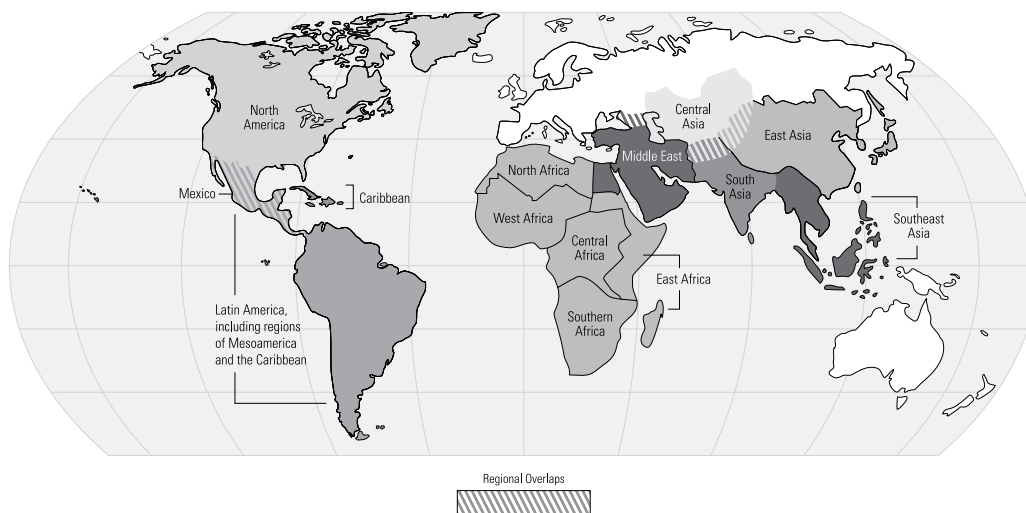 North
America
Mexico
Caribbean
Latin America,
including regions
of Mesoamerica
and the Caribbean
North Africa
West Africa
Central
Africa
East Africa
Southern
Africa
Middle East
Central
Asia
East Asia
South
Asia
Southeast
Asia
Regional Overlaps